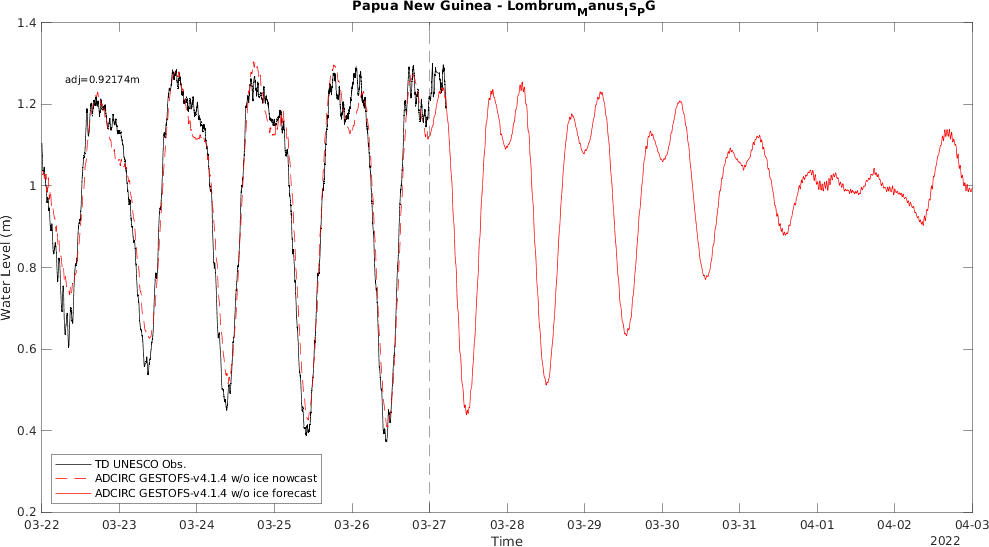 Papua New Guinea - LombrumManusIsPG
1.4
1.2
1
0.8
0.6
0.4
0.2
Water Level (m)
adj=0.92174m
TD UNESCO Obs.
ADCIRC GESTOFS-v4.1.4 w/o ice nowcast
ADCIRC GESTOFS-v4.1.4 w/o ice forecast
03-22 03-23 03-24 03-25 03-26 03-27 03-28 03-29 03-30 03-31 04-01 04-02 04-03
Time
2022